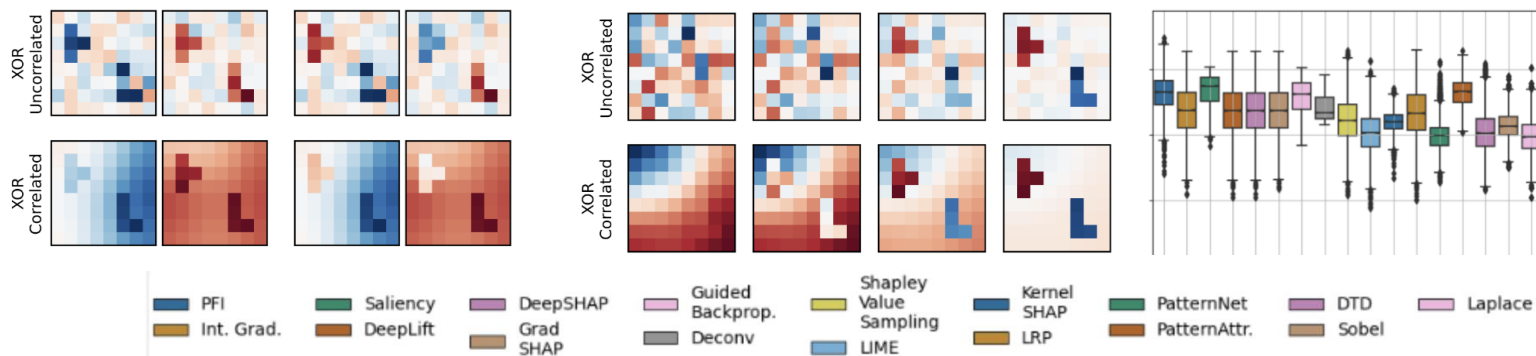 XOR
Uncorrelated
XOR
Uncorrelated
XOR
Correlated
XOR
Correlated
PFI
Int. Grad.
Saliency
DeepLift
DeepSHAP
Grad
SHAP
Guided
Backprop.
Deconv
Shapley
Value
Sampling
LIME
Kernel
SHAP
LRP
PatternNet
PatternAttr.
DTD
Sobel
Laplace